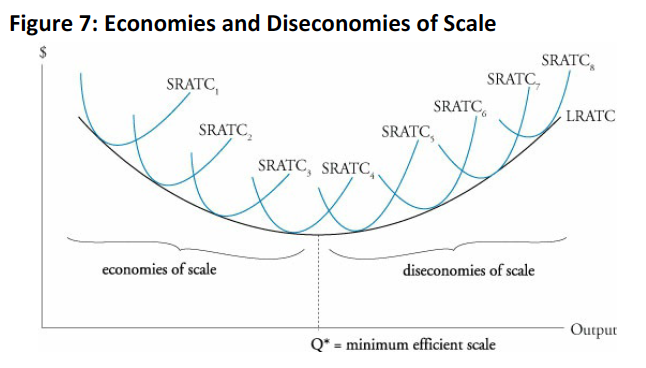 Figure 7: Economies and Diseconomies of Scale
$
SRATC₈
SRATC₇
SRATC₁
SRATC₆
LRATC
SRATC₂
SRATC₅
SRATC₃
SRATC₄
economies of scale
diseconomies of scale
Output
Q* = minimum efficient scale